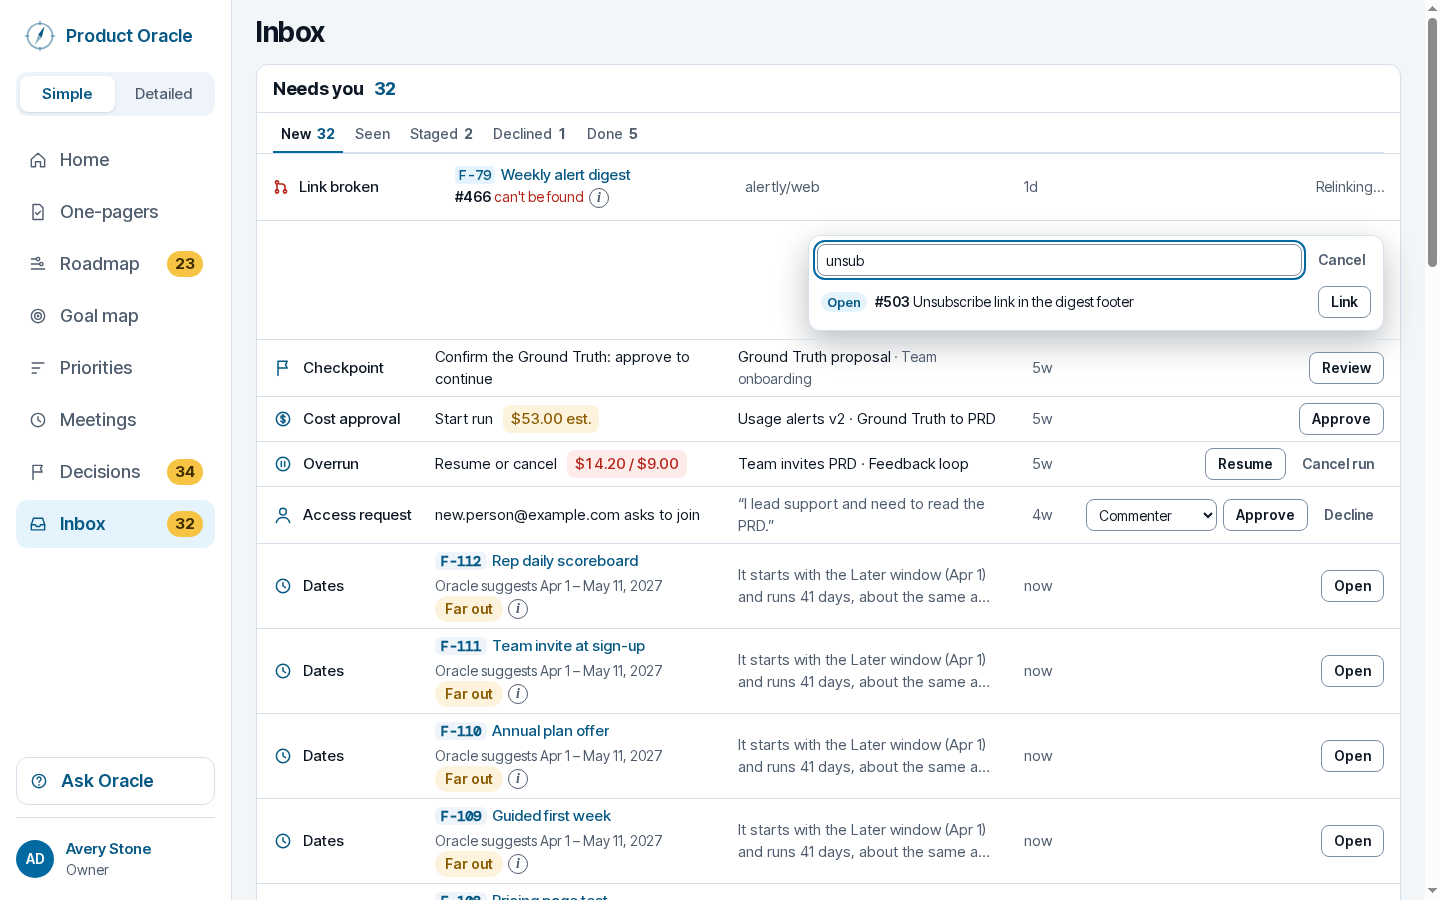 Product Oracle
Simple Detailed
Home
One-pagers
Roadmap 23
Goal map
Priorities
Meetings
Decisions 34
Inbox 32
Ask Oracle
AD Avery Stone
Owner
Inbox
Needs you 32
New 32 Seen Staged 2 Declined 1 Done 5
Link broken F-79 Weekly alert digest alertly/web 1d Relinking...
#466 can't be found i
unsub Cancel
Open #503 Unsubscribe link in the digest footer Link
Checkpoint Confirm the Ground Truth: approve to Ground Truth proposal · Team 5w Review
continue onboarding
Cost approval Start run $53.00 est. Usage alerts v2 · Ground Truth to PRD 5w Approve
Overrun Resume or cancel $14.20 / $9.00 Team invites PRD · Feedback loop 5w Resume Cancel run
Access request new.person@example.com asks to join “I lead support and need to read the 4w Commenter Approve Decline
PRD.”
Dates F-112 Rep daily scoreboard It starts with the Later window (Apr 1) now Open
Oracle suggests Apr 1 – May 11, 2027 and runs 41 days, about the same a...
Far out i
Dates F-111 Team invite at sign-up It starts with the Later window (Apr 1) now Open
Oracle suggests Apr 1 – May 11, 2027 and runs 41 days, about the same a...
Far out i
Dates F-110 Annual plan offer It starts with the Later window (Apr 1) now Open
Oracle suggests Apr 1 – May 11, 2027 and runs 41 days, about the same a...
Far out i
Dates F-109 Guided first week It starts with the Later window (Apr 1) now Open
Oracle suggests Apr 1 – May 11, 2027 and runs 41 days, about the same a...
Far out i